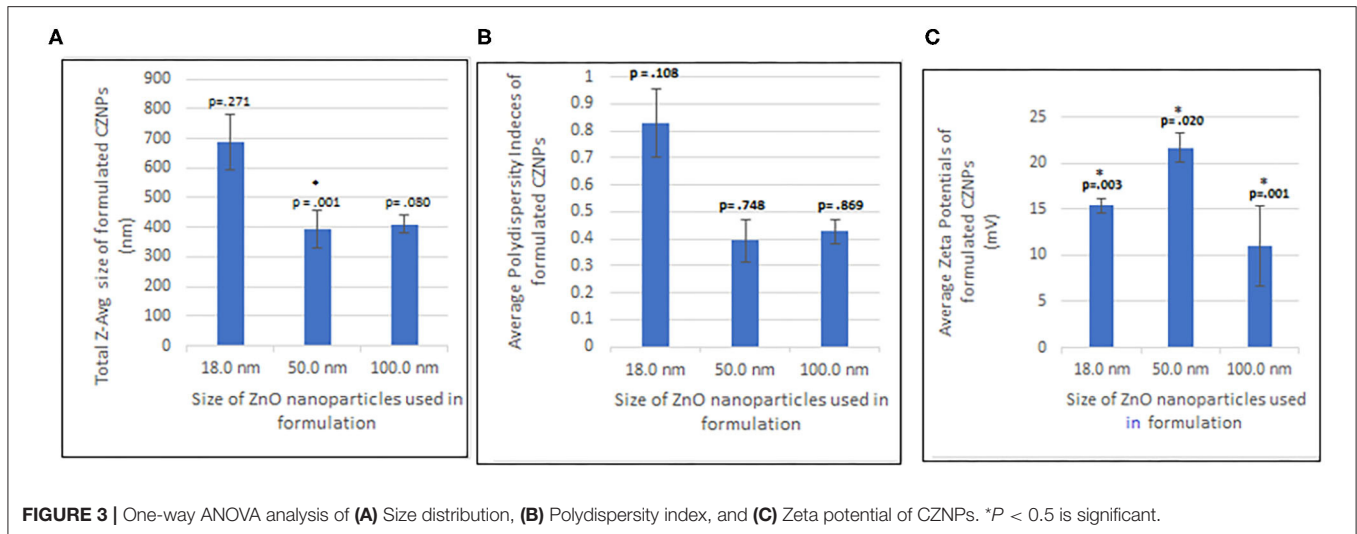 A
Total Z-Avg size of formulated CZNPs
(nm)
900
800
700
600
500
400
300
200
100
0
p=.271
*
p= .001
p= .080
18.0 nm 50.0 nm 100.0 nm
Size of ZnO nanoparticles used in
formulation
B
Average Polydispersity Indeces of
formulated CZNPs
1
0.9
0.8
0.7
0.6
0.5
0.4
0.3
0.2
0.1
0
p= .108
p= .748
p= .869
18.0 nm 50.0 nm 100.0 nm
Size of ZnO nanoparticles used in
formulation
C
Average Zeta Potentials of
formulated CZNPs
(mV)
25
20
15
10
5
0
*
p=.003
*
p= .020
*
p=.001
18.0 nm 50.0 nm 100.0 nm
Size of ZnO nanoparticles used
in formulation
FIGURE 3 | One-way ANOVA analysis of (A) Size distribution, (B) Polydispersity index, and (C) Zeta potential of CZNPs. *P < 0.5 is significant.